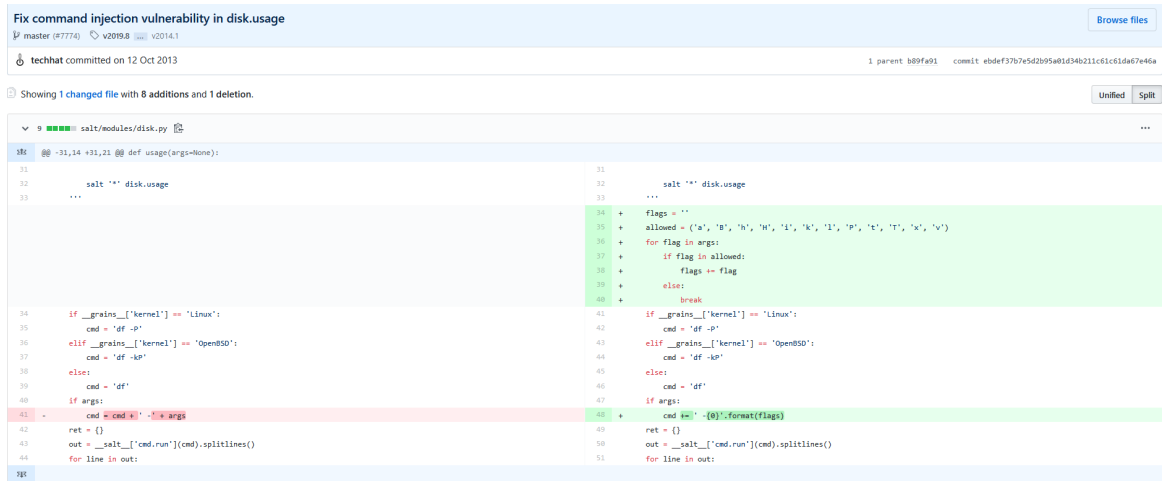 Fix command injection vulnerability in disk.usage
Browse files
master (#7774) v2019.8 ... v2014.1
techhat committed on 12 Oct 2013
1 parent b89fa91 commit ebdef37b7e5d2b95a01d34b211c61c61da67e46a
Showing 1 changed file with 8 additions and 1 deletion.
Unified Split
9 salt/modules/disk.py
...
@@ -31,14 +31,21 @@ def usage(args=None):
31 31
32 salt '*' disk.usage 32 salt '*' disk.usage
33 ''' 33 '''
34 + flags = ''
35 + allowed = ('a', 'B', 'h', 'H', 'i', 'k', 'l', 'P', 't', 'T', 'x', 'v')
36 + for flag in args:
37 + if flag in allowed:
38 + flags += flag
39 + else:
40 + break
34 if __grains__['kernel'] == 'Linux': 41 if __grains__['kernel'] == 'Linux':
35 cmd = 'df -P' 42 cmd = 'df -P'
36 elif __grains__['kernel'] == 'OpenBSD': 43 elif __grains__['kernel'] == 'OpenBSD':
37 cmd = 'df -kP' 44 cmd = 'df -kP'
38 else: 45 else:
39 cmd = 'df' 46 cmd = 'df'
40 if args: 47 if args:
41 - cmd = cmd + ' -' + args 48 + cmd += ' -{0}'.format(flags)
42 ret = {} 49 ret = {}
43 out = __salt__['cmd.run'](cmd).splitlines() 50 out = __salt__['cmd.run'](cmd).splitlines()
44 for line in out: 51 for line in out: